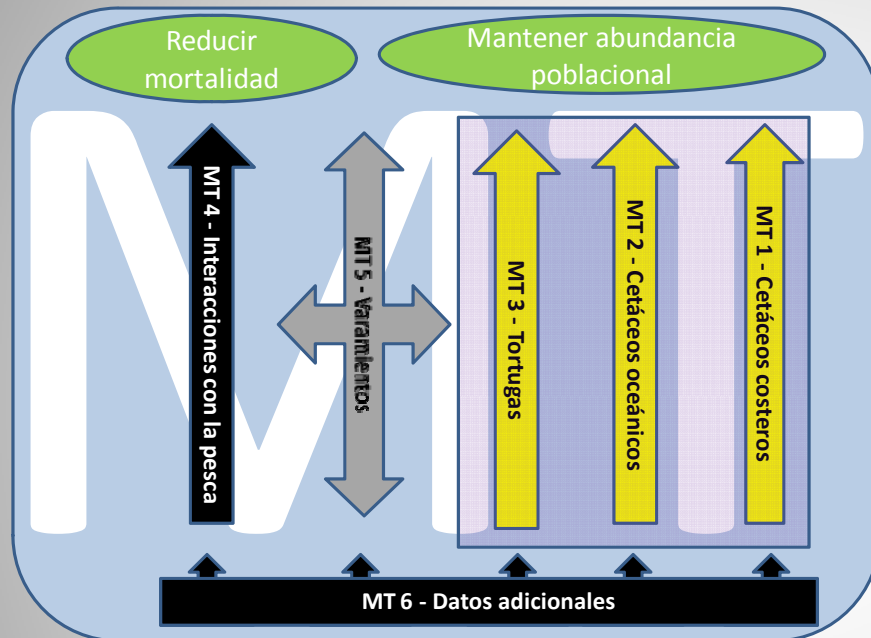 Reducir
mortalidad
Mantener abundancia
poblacional
MT
MT 4 - Interacciones con la pesca
MT 5 - Varamientos
MT 3 - Tortugas
MT 2 - Cetáceos oceánicos
MT 1 - Cetáceos costeros
MT 6 - Datos adicionales